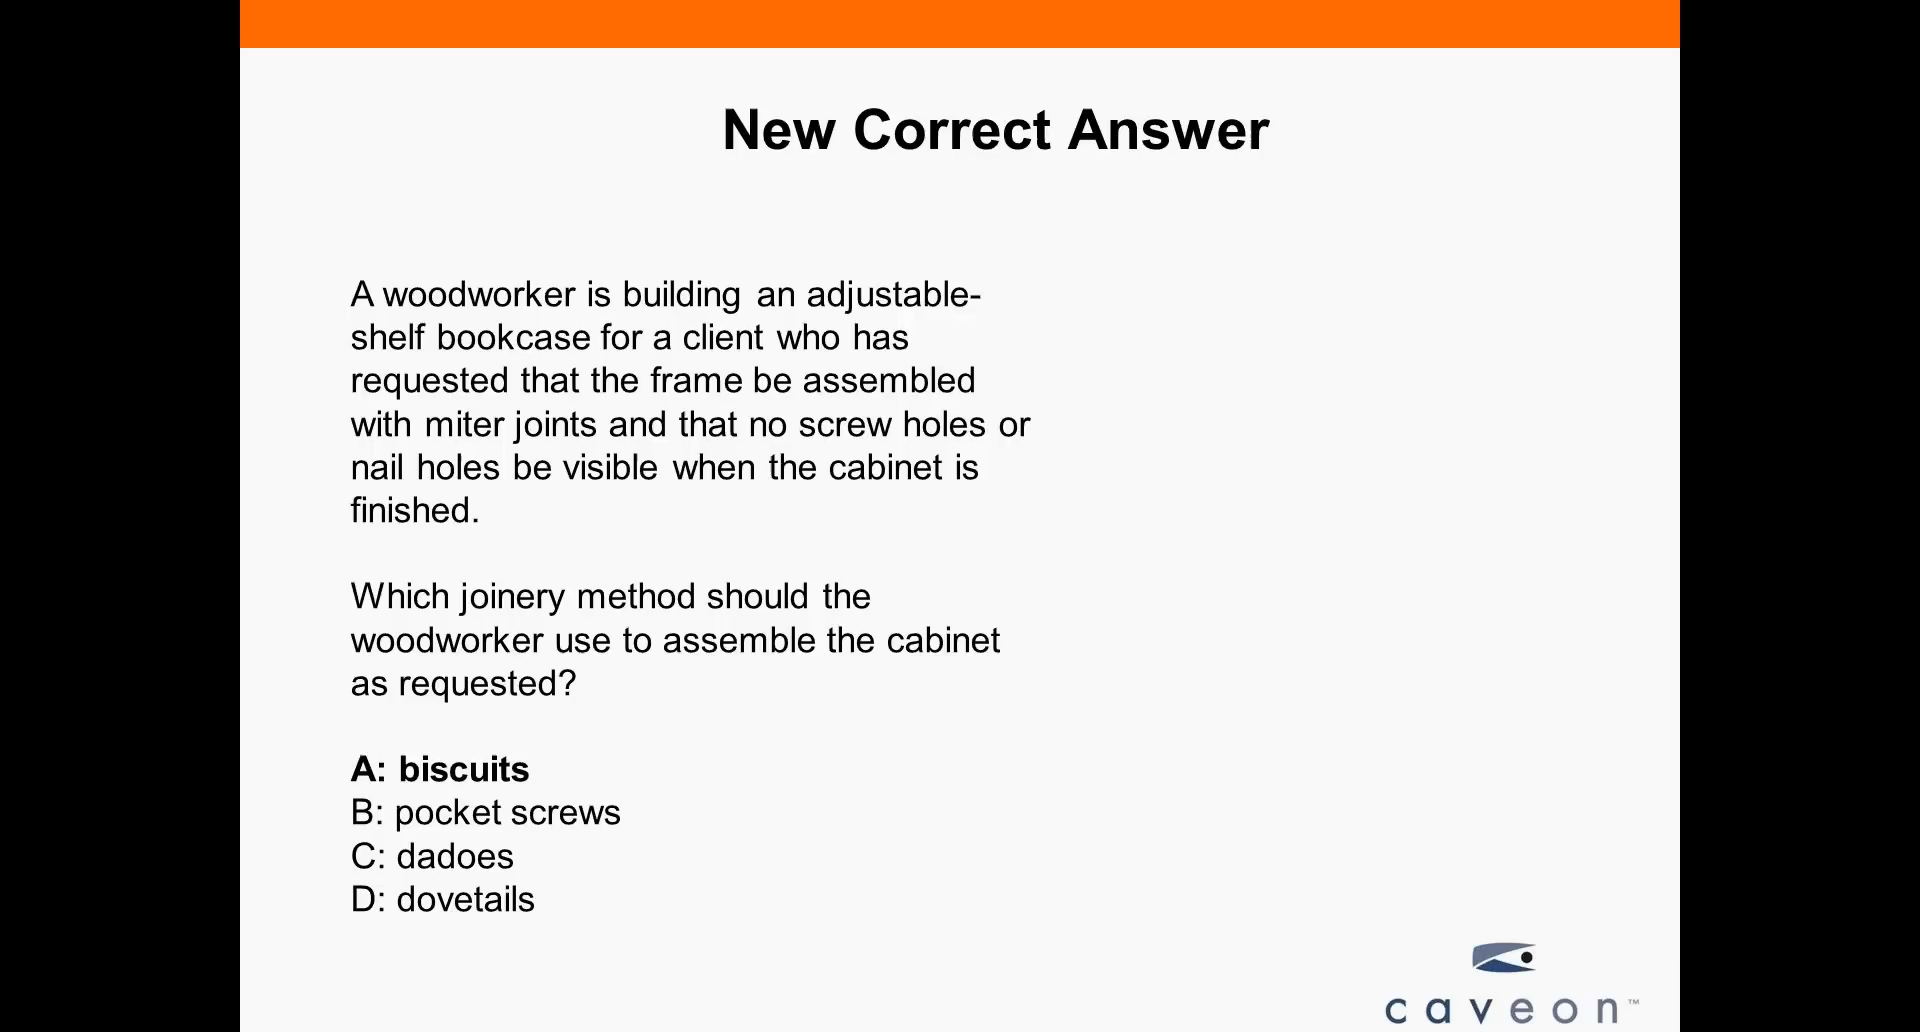 New Correct Answer
A woodworker is building an adjustable-
shelf bookcase for a client who has
requested that the frame be assembled
with miter joints and that no screw holes or
nail holes be visible when the cabinet is
finished.
Which joinery method should the
woodworker use to assemble the cabinet
as requested?
A: biscuits
B: pocket screws
C: dadoes
D: dovetails
caveon™